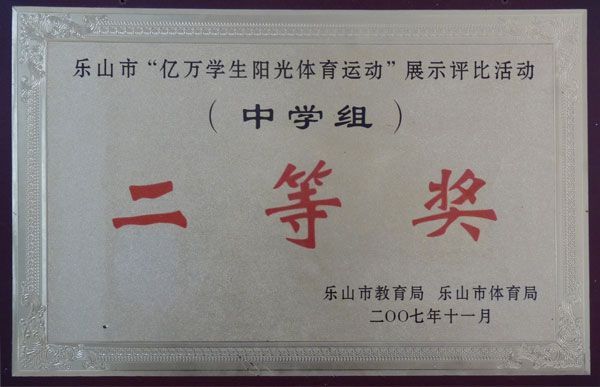 乐山市“亿万学生阳光体育运动”展示评比活动
（中学组）
二等奖
乐山市教育局 乐山市体育局
二〇〇七年十一月